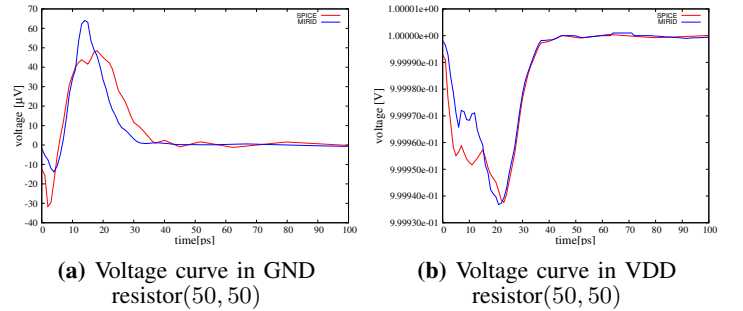 70
60
50
40
30
20
10
0
-10
-20
-30
-40
voltage [µV]
0 10 20 30 40 50 60 70 80 90 100
time[ps]
SPICE
MIRID
(a) Voltage curve in GND
resistor(50, 50)
1.00001e+00
1.00000e+00
9.99990e-01
9.99980e-01
9.99970e-01
9.99960e-01
9.99950e-01
9.99940e-01
9.99930e-01
voltage [V]
0 10 20 30 40 50 60 70 80 90 100
time[ps]
SPICE
MIRID
(b) Voltage curve in VDD
resistor(50, 50)